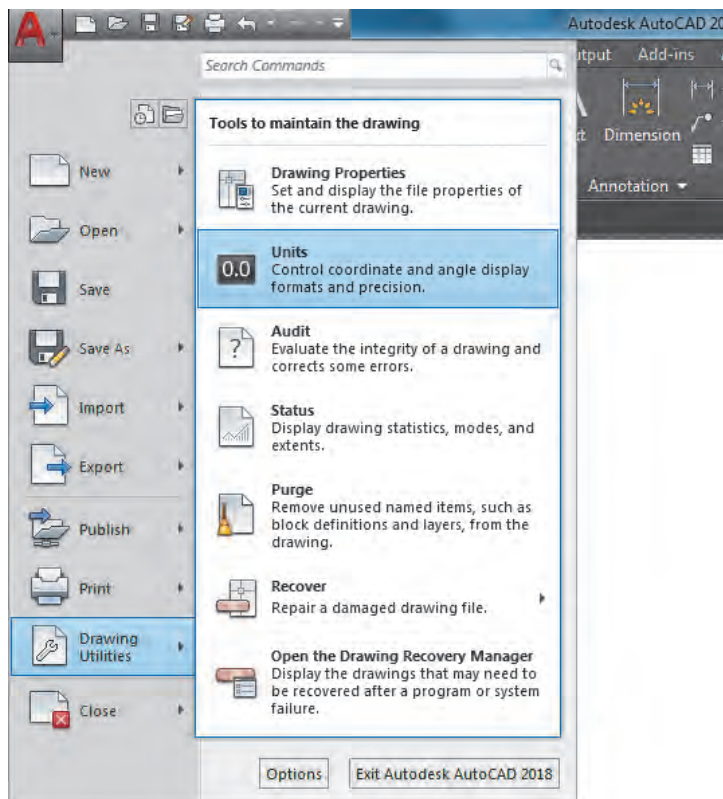 Autodesk AutoCAD 20
Search Commands
Add-ins
Dimension
Annotation
Tools to maintain the drawing
New
Open
Save
Save As
Import
Export
Publish
Print
Drawing
Utilities
Close
Drawing Properties
Set and display the file properties of
the current drawing.
0.0
Units
Control coordinate and angle display
formats and precision.
Audit
Evaluate the integrity of a drawing and
corrects some errors.
Status
Display drawing statistics, modes, and
extents.
Purge
Remove unused named items, such as
block definitions and layers, from the
drawing.
Recover
Repair a damaged drawing file.
Open the Drawing Recovery Manager
Display the drawings that may need to
be recovered after a program or system
failure.
Options
Exit Autodesk AutoCAD 2018